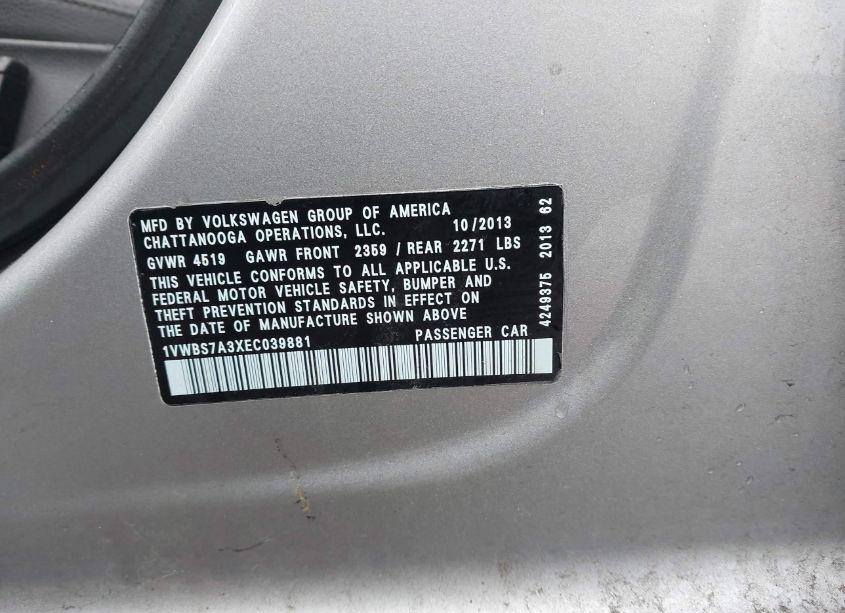 MFD BY VOLKSWAGEN GROUP OF AMERICA
CHATTANOOGA OPERATIONS, LLC. 10/2013
GVWR 4519 GAWR FRONT 2359 / REAR 2271 LBS
THIS VEHICLE CONFORMS TO ALL APPLICABLE U.S.
FEDERAL MOTOR VEHICLE SAFETY, BUMPER AND
THEFT PREVENTION STANDARDS IN EFFECT ON
THE DATE OF MANUFACTURE SHOWN ABOVE
1VWBS7A3XEC039881 PASSENGER CAR
4249375 2013 62